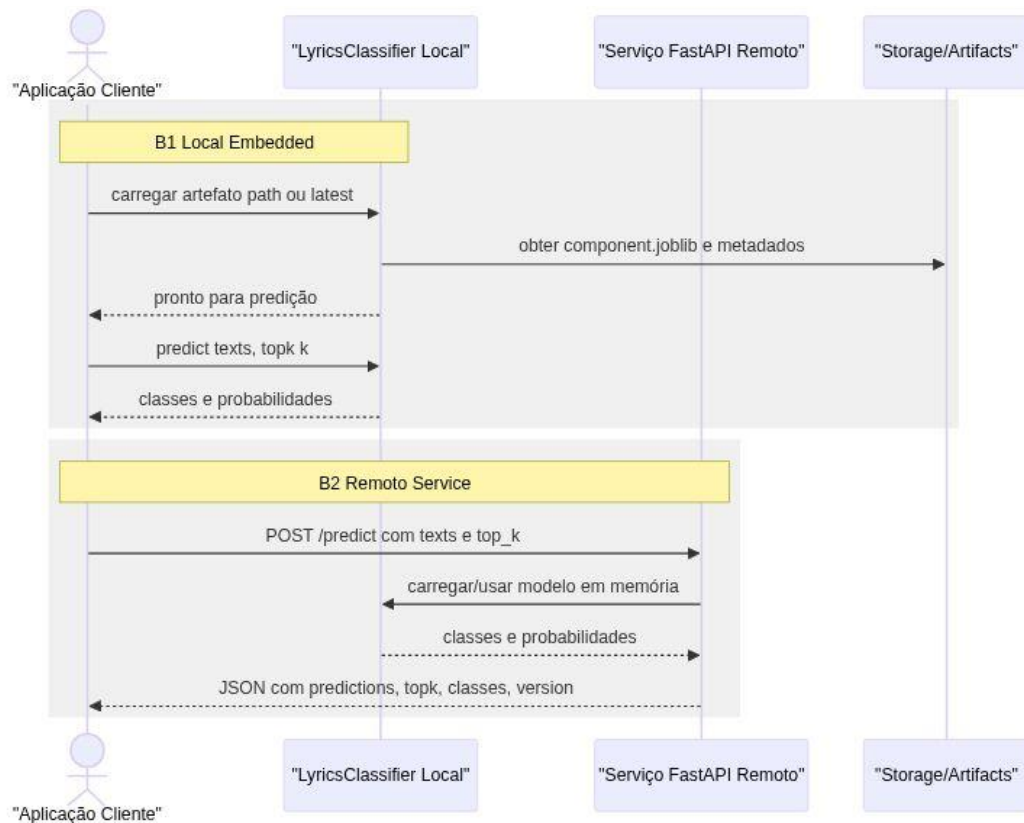 "LyricsClassifier Local"
"Serviço FastAPI Remoto"
"Storage/Artifacts"
"Aplicação Cliente"
B1 Local Embedded
carregar artefato path ou latest
obter component.joblib e metadados
pronto para predição
predict texts, topk k
classes e probabilidades
B2 Remoto Service
POST /predict com texts e top_k
carregar/usar modelo em memória
classes e probabilidades
JSON com predictions, topk, classes, version
"LyricsClassifier Local"
"Serviço FastAPI Remoto"
"Storage/Artifacts"
"Aplicação Cliente"